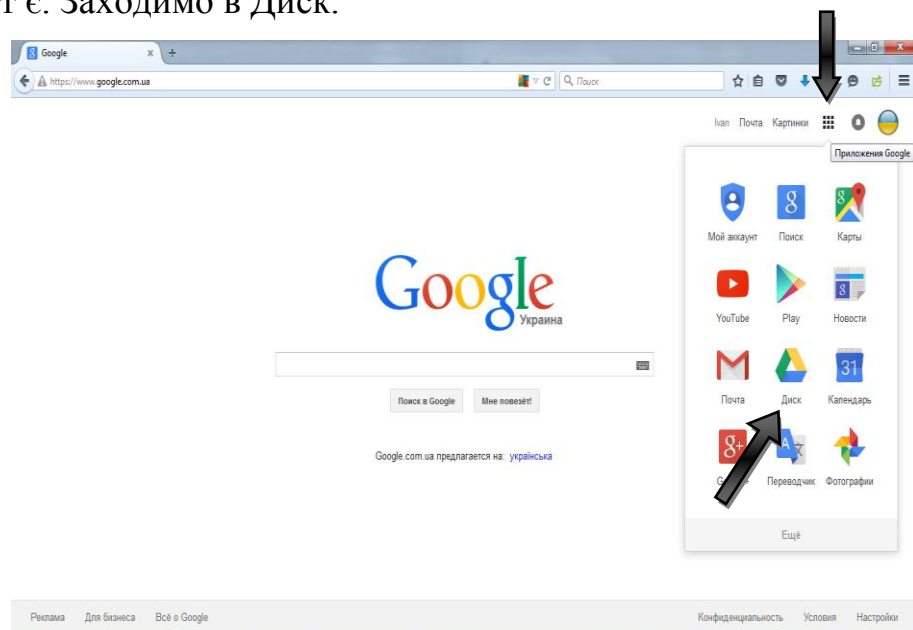 т є. Заходимо в Диск.
Google
https://www.google.com.ua
Поиск
Ivan Почта Картинки
Приложения Google
Мой аккаунт Поиск Карты
YouTube Play Новости
31
Почта Диск Календарь
Переводчик Фотографии
Ещё
Google
Украина
Поиск в Google Мне повезёт!
Google.com.ua предлагается на: українська
Реклама Для бизнеса Всё о Google Конфиденциальность Условия Настройки